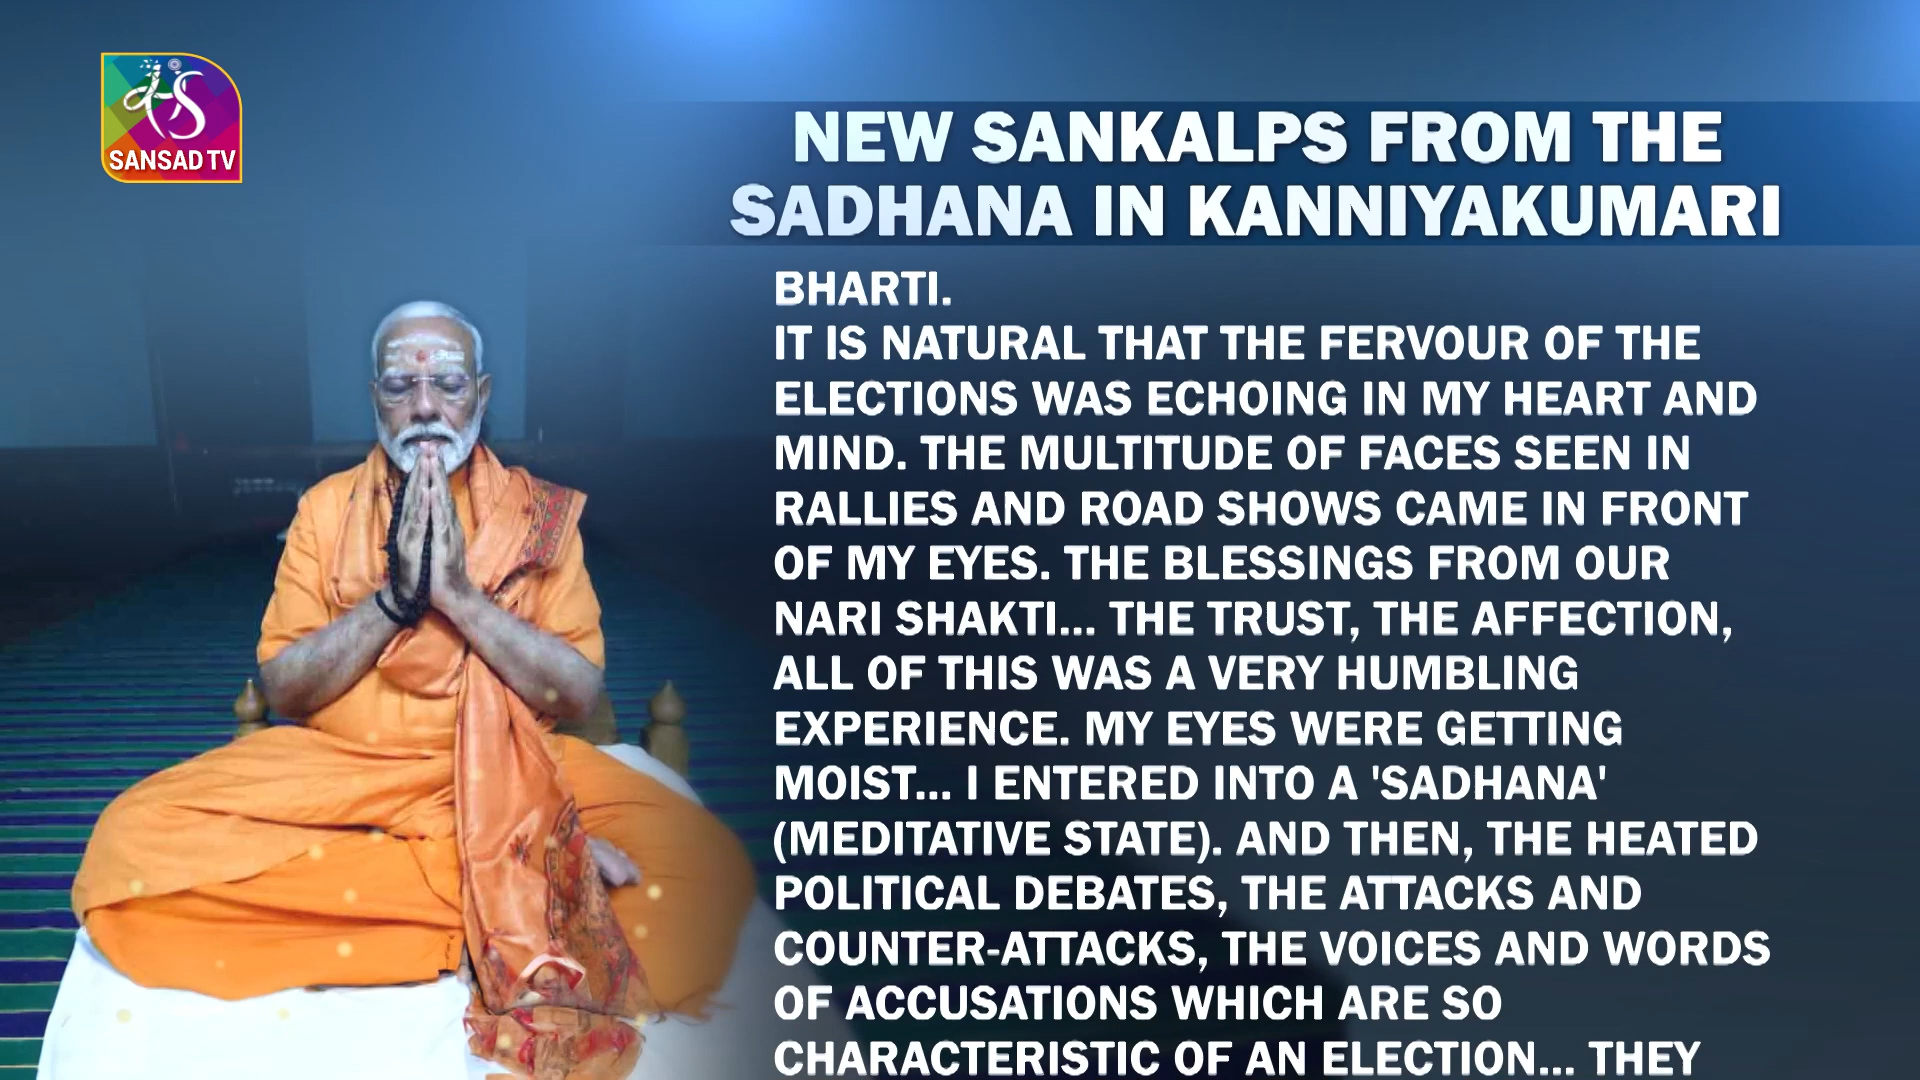 SANSAD TV
NEW SANKALPS FROM THE
SADHANA IN KANNIYAKUMARI
BHARTI.
IT IS NATURAL THAT THE FERVOUR OF THE
ELECTIONS WAS ECHOING IN MY HEART AND
MIND. THE MULTITUDE OF FACES SEEN IN
RALLIES AND ROAD SHOWS CAME IN FRONT
OF MY EYES. THE BLESSINGS FROM OUR
NARI SHAKTI... THE TRUST, THE AFFECTION,
ALL OF THIS WAS A VERY HUMBLING
EXPERIENCE. MY EYES WERE GETTING
MOIST... I ENTERED INTO A 'SADHANA'
(MEDITATIVE STATE). AND THEN, THE HEATED
POLITICAL DEBATES, THE ATTACKS AND
COUNTER-ATTACKS, THE VOICES AND WORDS
OF ACCUSATIONS WHICH ARE SO
CHARACTERISTIC OF AN ELECTION... THEY